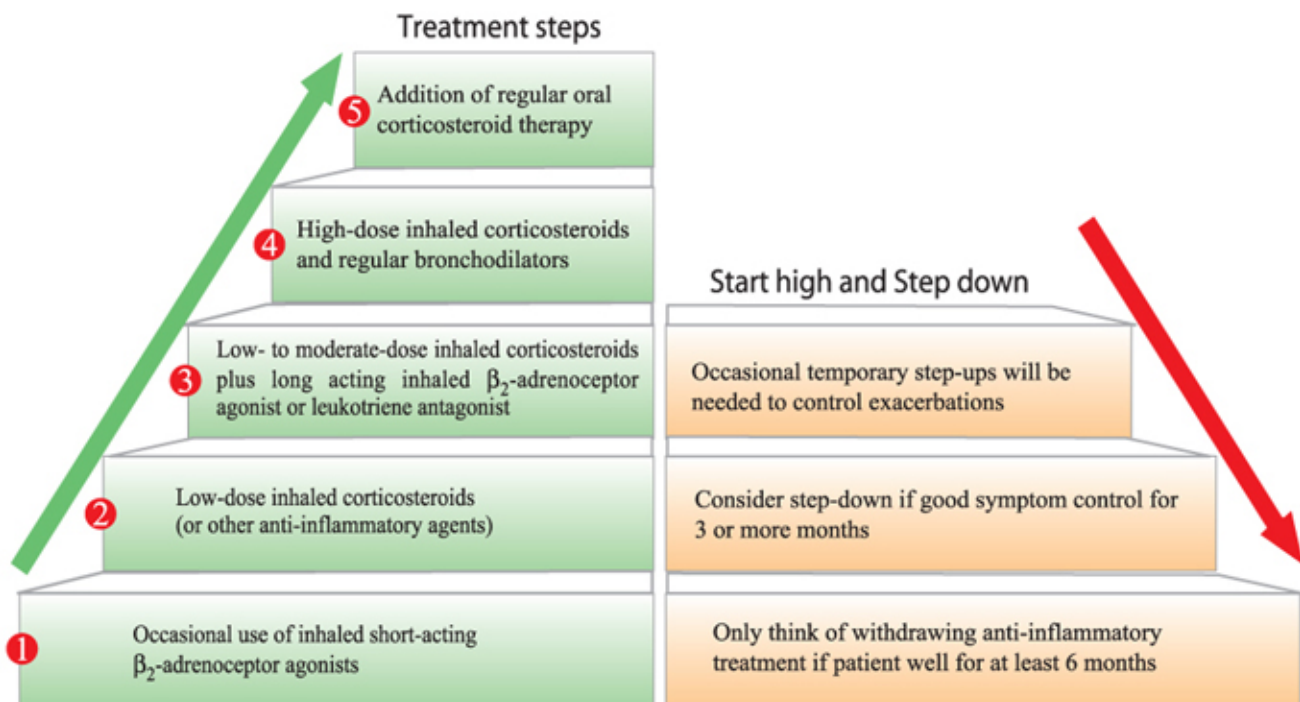 Treatment steps
5
Addition of regular oral
corticosteroid therapy
4
High-dose inhaled corticosteroids
and regular bronchodilators
3
Low- to moderate-dose inhaled corticosteroids
plus long acting inhaled β₂-adrenoceptor
agonist or leukotriene antagonist
2
Low-dose inhaled corticosteroids
(or other anti-inflammatory agents)
1
Occasional use of inhaled short-acting
β₂-adrenoceptor agonists
Start high and Step down
Occasional temporary step-ups will be
needed to control exacerbations
Consider step-down if good symptom control for
3 or more months
Only think of withdrawing anti-inflammatory
treatment if patient well for at least 6 months